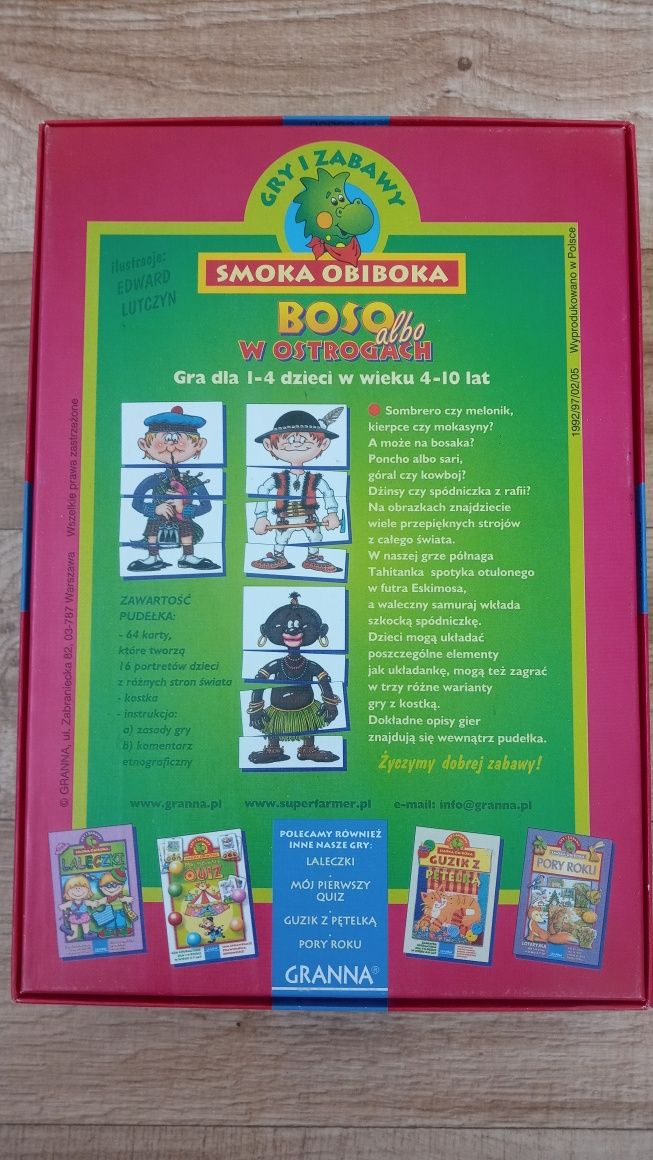 GRY I ZABAWY
SMOKA OBIBOKA
ilustracje:
EDWARD
LUTCZYN
BOSO albo
W OSTROGACH
Gra dla 1-4 dzieci w wieku 4-10 lat
Sombrero czy melonik,
kierpce czy mokasyny?
A może na bosaka?
Poncho albo sari,
góral czy kowboj?
Dżinsy czy spódniczka z rafii?
Na obrazkach znajdziecie
wiele przepięknych strojów
z całego świata.
W naszej grze półnaga
Tahitanka spotyka otulonego
w futra Eskimosa,
a waleczny samuraj wkłada
szkocką spódniczkę.
Dzieci mogą układać
poszczególne elementy
jak układankę, mogą też zagrać
w trzy różne warianty
gry z kostką.
Dokładne opisy gier
znajdują się wewnątrz pudełka.
Życzymy dobrej zabawy!
ZAWARTOŚĆ
PUDEŁKA:
- 64 karty,
które tworzą
16 portretów dzieci
z różnych stron świata
- kostka
- instrukcja:
a) zasady gry
b) komentarz
etnograficzny
www.granna.pl www.superfarmer.pl e-mail: info@granna.pl
© GRANNA, ul. Zabraniecka 82, 03-787 Warszawa Wszelkie prawa zastrzeżone
1992/97/02/05 Wyprodukowano w Polsce
POLECAMY RÓWNIEŻ
INNE NASZE GRY:
LALECZKI
·
MÓJ PIERWSZY
QUIZ
·
GUZIK Z PĘTELKĄ
·
PORY ROKU
GRANNA®
SMOKA OBIBOKA
LALECZKI
QUIZ
SMOKA OBIBOKA
GUZIK Z
PĘTELKĄ
SMOKA OBIBOKA
PORY ROKU
LOTERYJKA